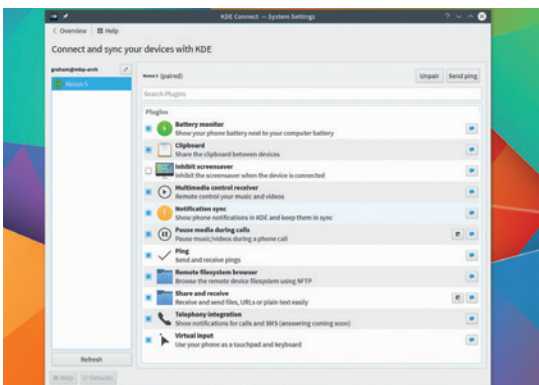 KDE Connect — System Settings
< Overview Help
Connect and sync your devices with KDE
graham@mbp-arch
Nexus 5 (paired)
Unpair Send ping
Nexus 5
Search Plugins
Plugins
Battery monitor
Show your phone battery next to your computer battery
Clipboard
Share the clipboard between devices
Inhibit screensaver
Inhibit the screensaver when the device is connected
Multimedia control receiver
Remote control your music and videos
Notification sync
Show phone notifications in KDE and keep them in sync
Pause media during calls
Pause music/videos during a phone call
Ping
Send and receive pings
Remote filesystem browser
Browse the remote device filesystem using SFTP
Share and receive
Receive and send files, URLs or plain text easily
Telephony integration
Show notifications for calls and SMS (answering coming soon)
Virtual input
Use your phone as a touchpad and keyboard
Refresh
Help Defaults